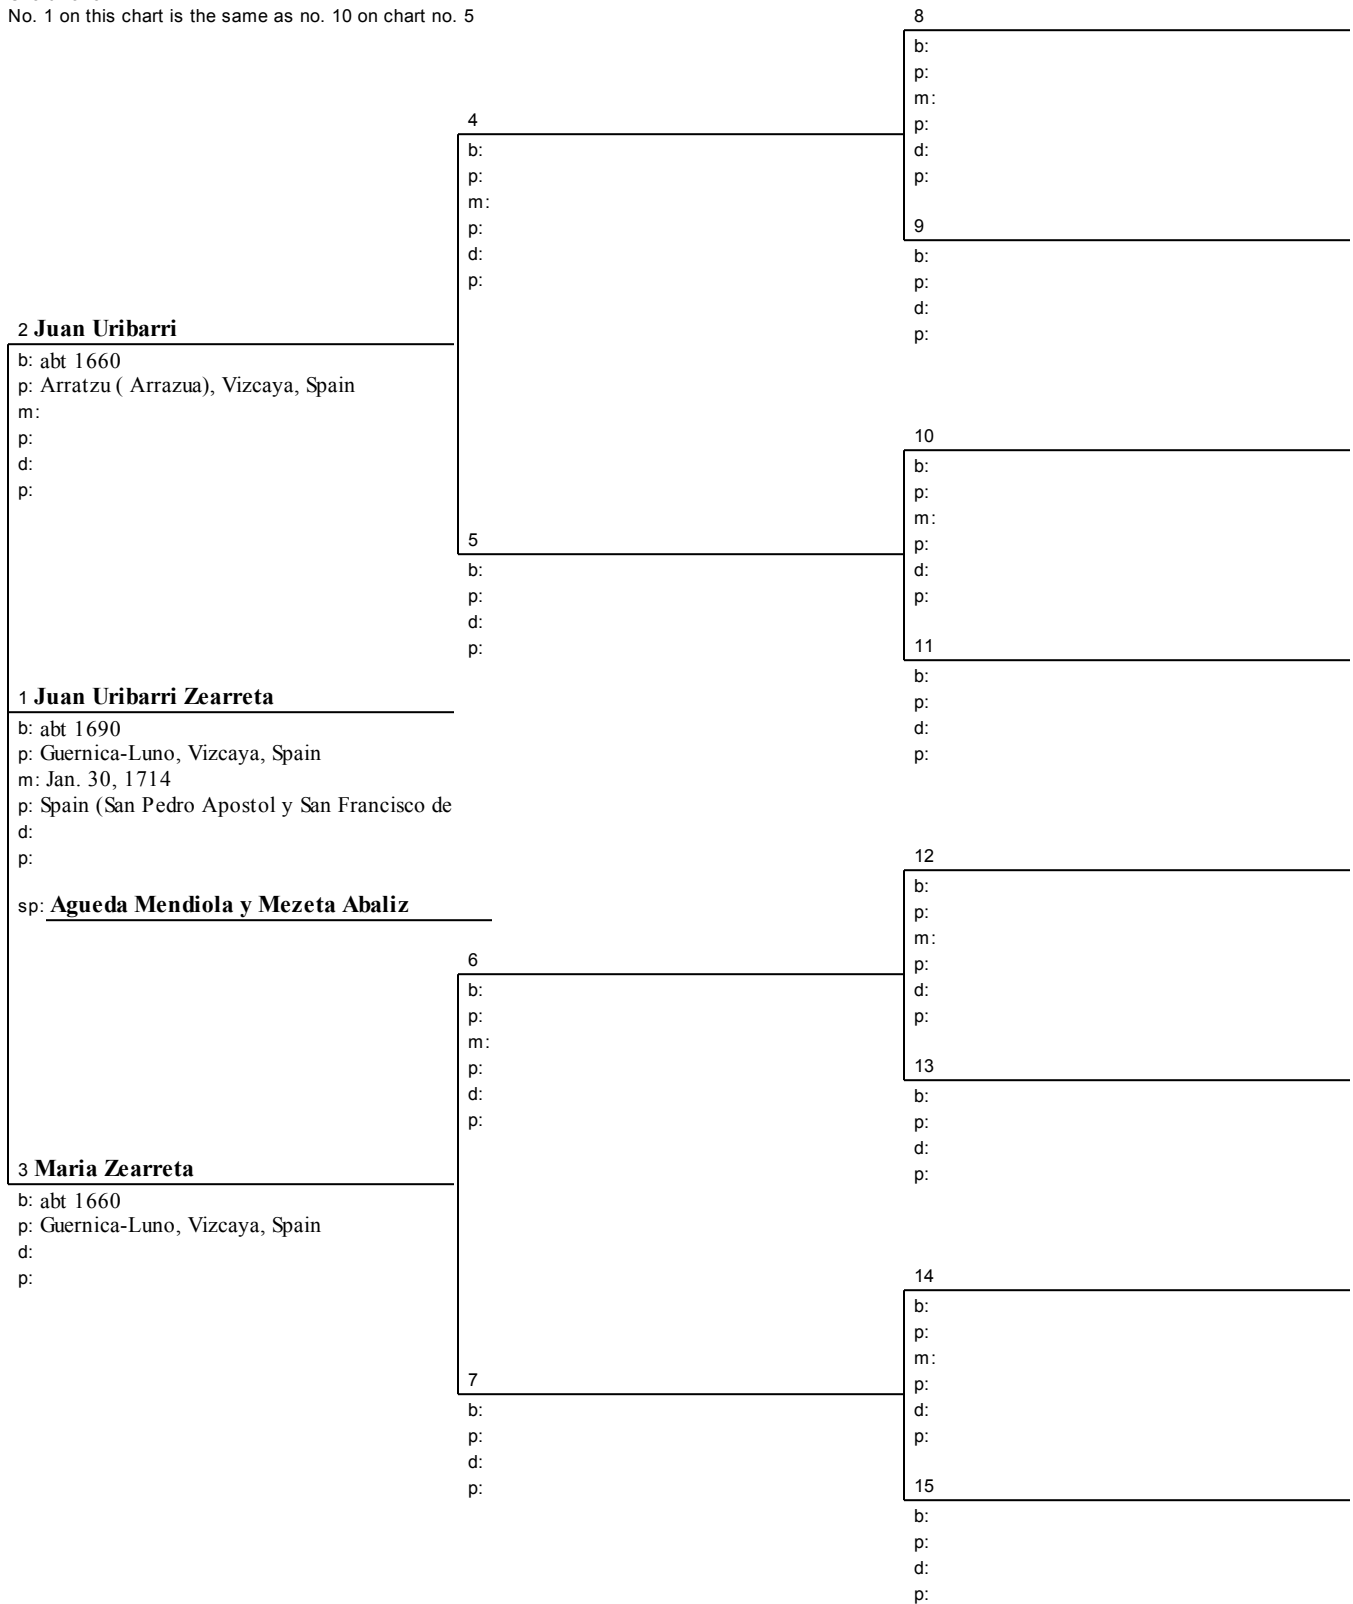 No. 1 on this chart is the same as no. 10 on chart no. 5
8
b:
p:
m:
p:
d:
p:
4
b:
p:
m:
p:
d:
p:
9
b:
p:
d:
p:
2 Juan Uribarri
b: abt 1660
p: Arratzu ( Arrazua), Vizcaya, Spain
m:
p:
d:
p:
10
b:
p:
m:
p:
d:
p:
5
b:
p:
d:
p:
11
b:
p:
d:
p:
1 Juan Uribarri Zearreta
b: abt 1690
p: Guernica-Luno, Vizcaya, Spain
m: Jan. 30, 1714
p: Spain (San Pedro Apostol y San Francisco de
d:
p:
sp: Agueda Mendiola y Mezeta Abaliz
12
b:
p:
m:
p:
d:
p:
6
b:
p:
m:
p:
d:
p:
13
b:
p:
d:
p:
3 Maria Zearreta
b: abt 1660
p: Guernica-Luno, Vizcaya, Spain
d:
p:
14
b:
p:
m:
p:
d:
p:
7
b:
p:
d:
p:
15
b:
p:
d:
p: